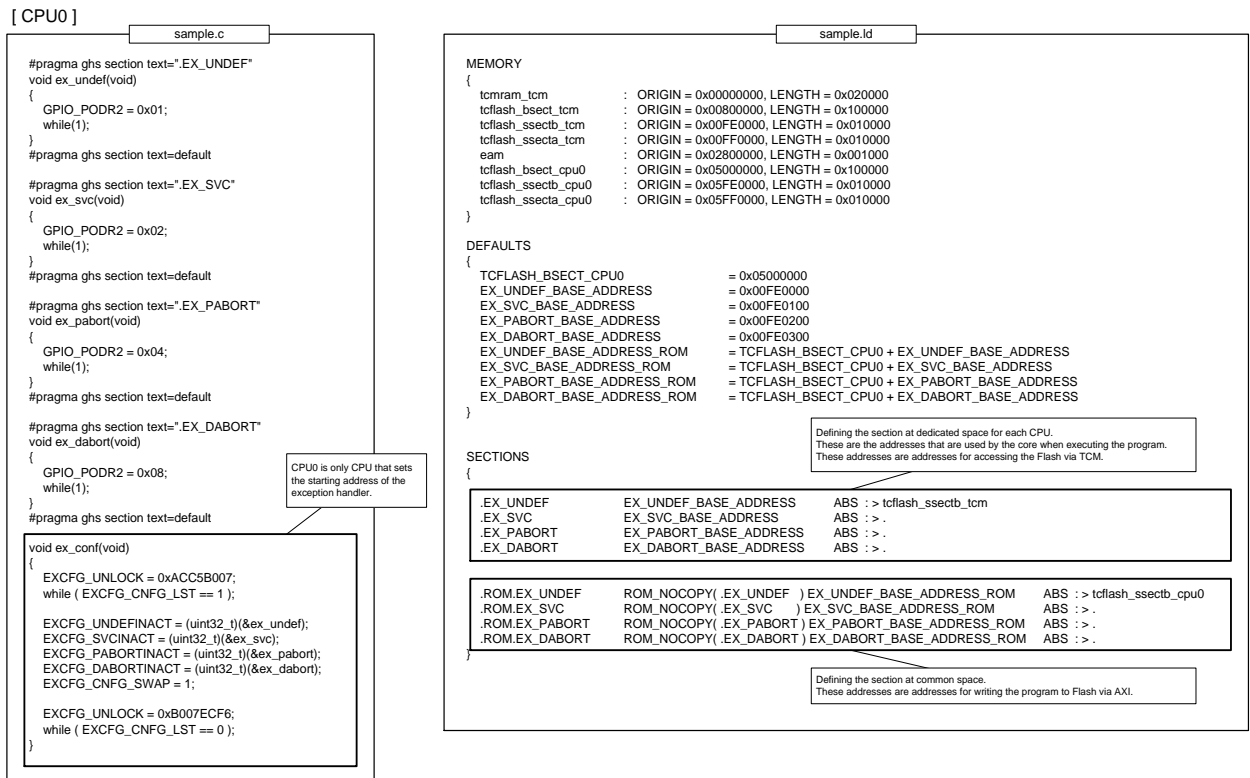 [ CPU0 ]
sample.c
#pragma ghs section text=".EX_UNDEF"
void ex_undef(void)
{
GPIO_PODR2 = 0x01;
while(1);
}
#pragma ghs section text=default
#pragma ghs section text=".EX_SVC"
void ex_svc(void)
{
GPIO_PODR2 = 0x02;
while(1);
}
#pragma ghs section text=default
#pragma ghs section text=".EX_PABORT"
void ex_pabort(void)
{
GPIO_PODR2 = 0x04;
while(1);
}
#pragma ghs section text=default
#pragma ghs section text=".EX_DABORT"
void ex_dabort(void)
{
GPIO_PODR2 = 0x08;
while(1);
}
#pragma ghs section text=default
CPU0 is only CPU that sets
the starting address of the
exception handler.
void ex_conf(void)
{
EXCFG_UNLOCK = 0xACC5B007;
while ( EXCFG_CNFG_LST == 1 );
EXCFG_UNDEFINACT = (uint32_t)(&ex_undef);
EXCFG_SVCINACT = (uint32_t)(&ex_svc);
EXCFG_PABORTINACT = (uint32_t)(&ex_pabort);
EXCFG_DABORTINACT = (uint32_t)(&ex_dabort);
EXCFG_CNFG_SWAP = 1;
EXCFG_UNLOCK = 0xB007ECF6;
while ( EXCFG_CNFG_LST == 0 );
}
sample.ld
MEMORY
{
tcmram_tcm : ORIGIN = 0x00000000, LENGTH = 0x020000
tcflash_bsect_tcm : ORIGIN = 0x00800000, LENGTH = 0x100000
tcflash_ssectb_tcm : ORIGIN = 0x00FE0000, LENGTH = 0x010000
tcflash_ssecta_tcm : ORIGIN = 0x00FF0000, LENGTH = 0x010000
eam : ORIGIN = 0x02800000, LENGTH = 0x001000
tcflash_bsect_cpu0 : ORIGIN = 0x05000000, LENGTH = 0x100000
tcflash_ssectb_cpu0 : ORIGIN = 0x05FE0000, LENGTH = 0x010000
tcflash_ssecta_cpu0 : ORIGIN = 0x05FF0000, LENGTH = 0x010000
}
DEFAULTS
{
TCFLASH_BSECT_CPU0 = 0x05000000
EX_UNDEF_BASE_ADDRESS = 0x00FE0000
EX_SVC_BASE_ADDRESS = 0x00FE0100
EX_PABORT_BASE_ADDRESS = 0x00FE0200
EX_DABORT_BASE_ADDRESS = 0x00FE0300
EX_UNDEF_BASE_ADDRESS_ROM = TCFLASH_BSECT_CPU0 + EX_UNDEF_BASE_ADDRESS
EX_SVC_BASE_ADDRESS_ROM = TCFLASH_BSECT_CPU0 + EX_SVC_BASE_ADDRESS
EX_PABORT_BASE_ADDRESS_ROM = TCFLASH_BSECT_CPU0 + EX_PABORT_BASE_ADDRESS
EX_DABORT_BASE_ADDRESS_ROM = TCFLASH_BSECT_CPU0 + EX_DABORT_BASE_ADDRESS
}
Defining the section at dedicated space for each CPU.
These are the addresses that are used by the core when executing the program.
These addresses are addresses for accessing the Flash via TCM.
SECTIONS
{
.EX_UNDEF EX_UNDEF_BASE_ADDRESS ABS : > tcflash_ssectb_tcm
.EX_SVC EX_SVC_BASE_ADDRESS ABS : > .
.EX_PABORT EX_PABORT_BASE_ADDRESS ABS : > .
.EX_DABORT EX_DABORT_BASE_ADDRESS ABS : > .
.ROM.EX_UNDEF ROM_NOCOPY( .EX_UNDEF ) EX_UNDEF_BASE_ADDRESS_ROM ABS : > tcflash_ssectb_cpu0
.ROM.EX_SVC ROM_NOCOPY( .EX_SVC ) EX_SVC_BASE_ADDRESS_ROM ABS : > .
.ROM.EX_PABORT ROM_NOCOPY( .EX_PABORT ) EX_PABORT_BASE_ADDRESS_ROM ABS : > .
.ROM.EX_DABORT ROM_NOCOPY( .EX_DABORT ) EX_DABORT_BASE_ADDRESS_ROM ABS : > .
}
Defining the section at common space.
These addresses are addresses for writing the program to Flash via AXI.